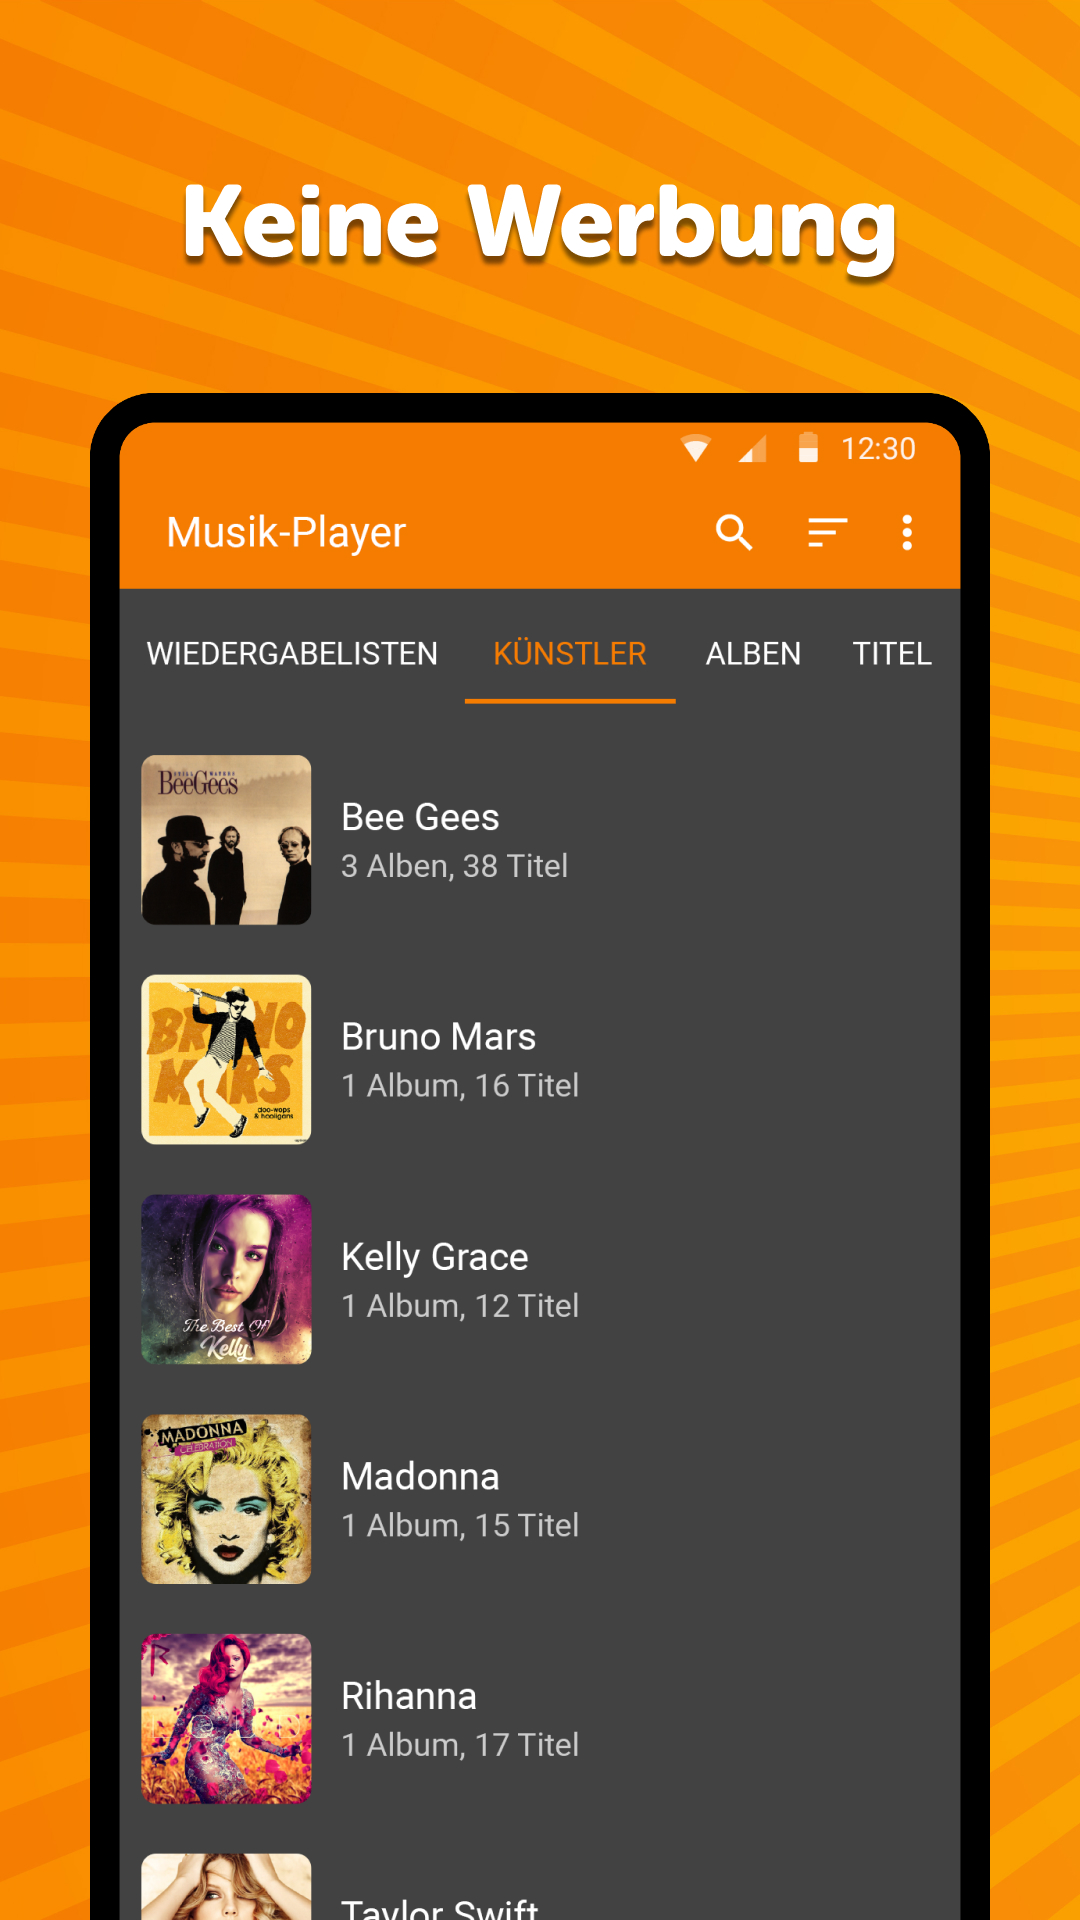 Keine Werbung
12:30
Musik-Player
WIEDERGABELISTEN KÜNSTLER ALBEN TITEL
BeeGees
Bee Gees
3 Alben, 38 Titel
BRUNO
MARS
doo-wops
& hooligans
Bruno Mars
1 Album, 16 Titel
The Best Of
Kelly
Kelly Grace
1 Album, 12 Titel
MADONNA
CELEBRATION
Madonna
1 Album, 15 Titel
R
Rihanna
1 Album, 17 Titel
Taylor Swift